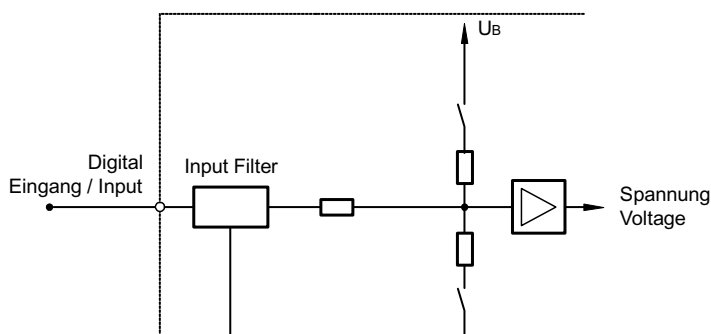 UB
Digital
Eingang / Input
Input Filter
Spannung
Voltage